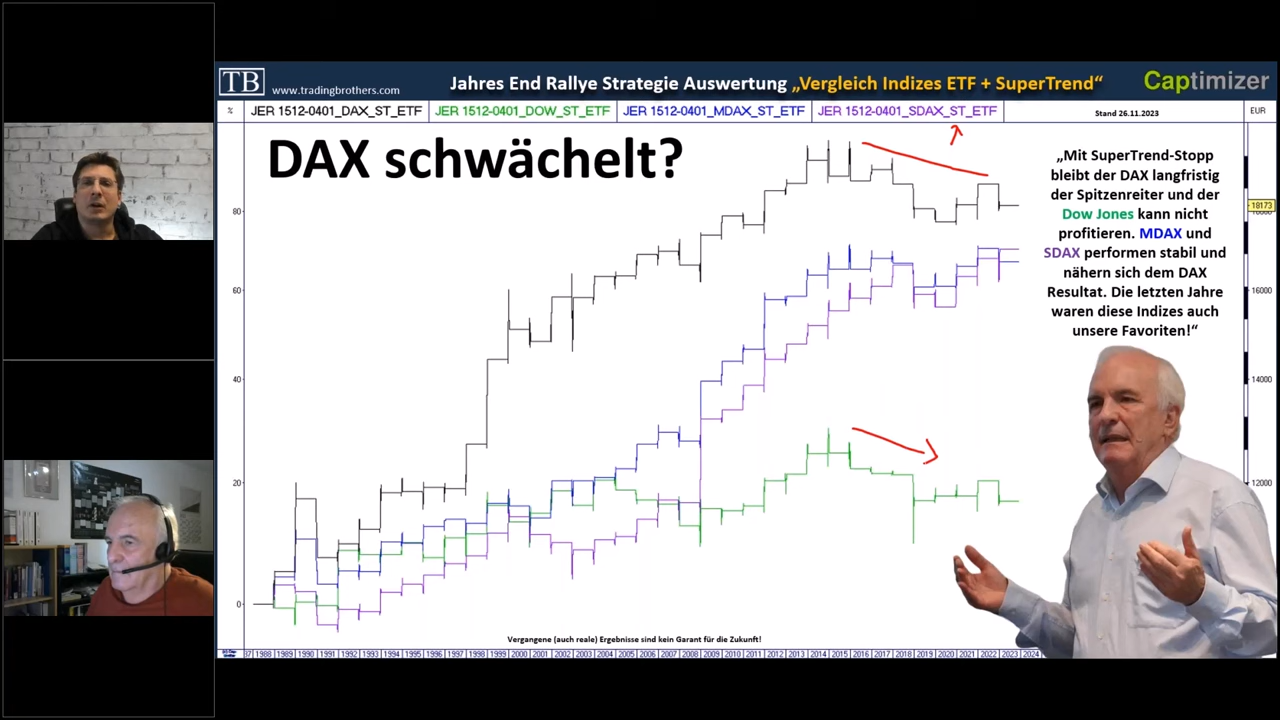 TB www.tradingbrothers.com
Jahres End Rallye Strategie Auswertung „Vergleich Indizes ETF + SuperTrend“
Captimizer
% JER 1512-0401_DAX_ST_ETF JER 1512-0401_DOW_ST_ETF JER 1512-0401_MDAX_ST_ETF JER 1512-0401_SDAX_ST_ETF
Stand 26.11.2023
EUR
DAX schwächelt?
„Mit SuperTrend-Stopp
bleibt der DAX langfristig
der Spitzenreiter und der
Dow Jones kann nicht
profitieren. MDAX und
SDAX performen stabil und
nähern sich dem DAX
Resultat. Die letzten Jahre
waren diese Indizes auch
unsere Favoriten!“
80
60
40
20
0
18173
16000
14000
12000
Vergangene (auch reale) Ergebnisse sind kein Garant für die Zukunft!
87 1988 1989 1990 1991 1992 1993 1994 1995 1996 1997 1998 1999 2000 2001 2002 2003 2004 2005 2006 2007 2008 2009 2010 2011 2012 2013 2014 2015 2016 2017 2018 2019 2020 2021 2022 2023 2024